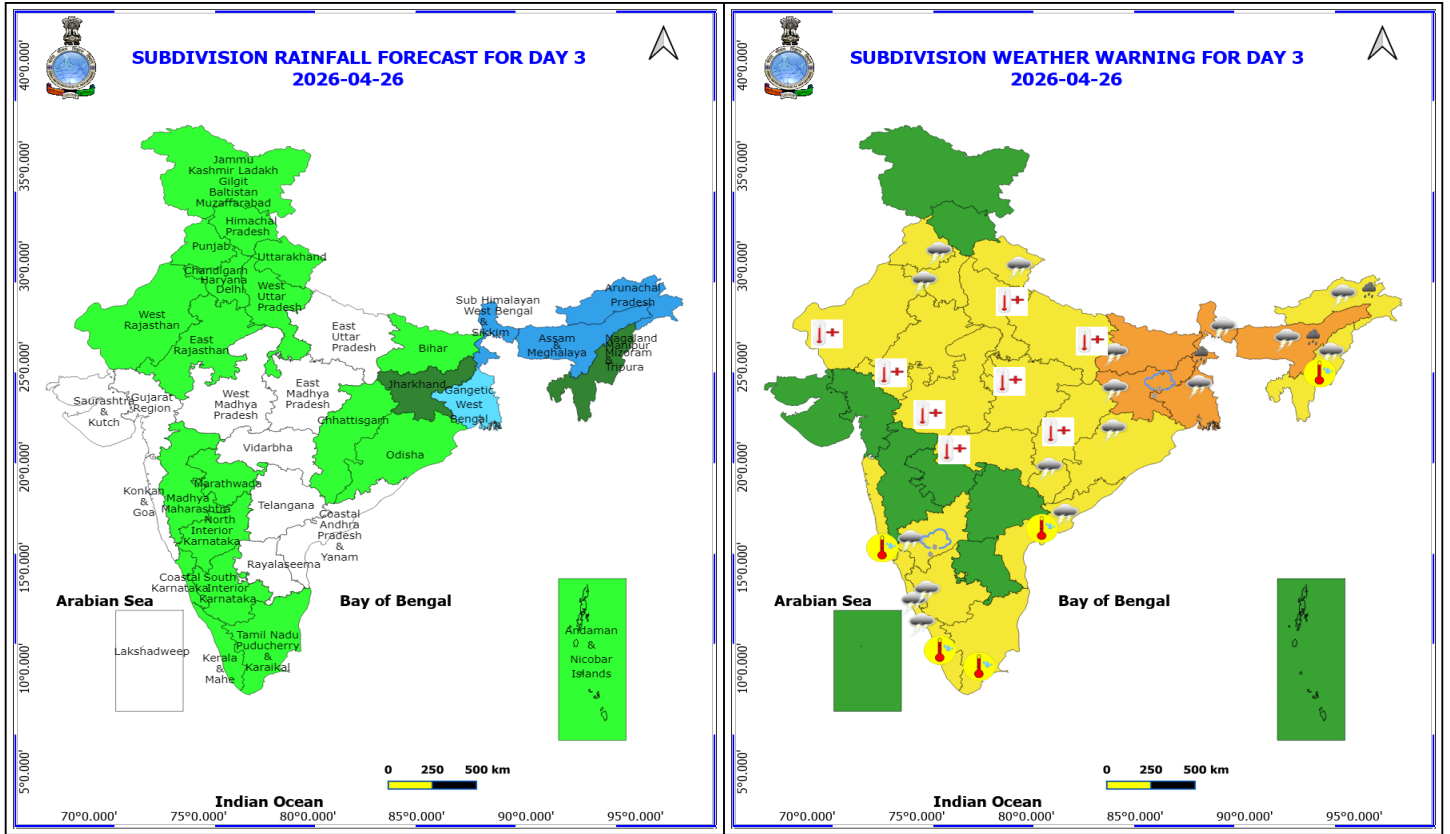 SUBDIVISION RAINFALL FORECAST FOR DAY 3
2026-04-26
40°0.000'
35°0.000'
30°0.000'
25°0.000'
20°0.000'
15°0.000'
10°0.000'
5°0.000'
Jammu
Kashmir Ladakh
Gilgit
Baltistan
Muzaffarabad
Himachal
Pradesh
Punjab
Uttarakhand
Chandigarh
Haryana
Delhi
West
Uttar
Pradesh
West
Rajasthan
East
Rajasthan
East
Uttar
Pradesh
Bihar
Sub Himalayan
West Bengal
&
Sikkim
Arunachal
Pradesh
Assam
&
Meghalaya
Nagaland
Manipur
Mizoram
&
Tripura
Saurashtra
&
Kutch
Gujarat
Region
West
Madhya
Pradesh
East
Madhya
Pradesh
Jharkhand
Gangetic
West
Bengal
Chhattisgarh
Odisha
Vidarbha
Konkan
&
Goa
Marathwada
Madhya
Maharashtra
Telangana
North
Interior
Karnataka
Coastal
Andhra
Pradesh
&
Yanam
Rayalaseema
Coastal
Karnataka
South
Interior
Karnataka
Tamil Nadu
Puducherry
&
Karaikal
Kerala
&
Mahe
Lakshadweep
Andaman
&
Nicobar
Islands
Arabian Sea
Bay of Bengal
Indian Ocean
0 250 500 km
70°0.000' 75°0.000' 80°0.000' 85°0.000' 90°0.000' 95°0.000'
SUBDIVISION WEATHER WARNING FOR DAY 3
2026-04-26
40°0.000'
35°0.000'
30°0.000'
25°0.000'
20°0.000'
15°0.000'
10°0.000'
5°0.000'
Arabian Sea
Bay of Bengal
Indian Ocean
0 250 500 km
70°0.000' 75°0.000' 80°0.000' 85°0.000' 90°0.000' 95°0.000'